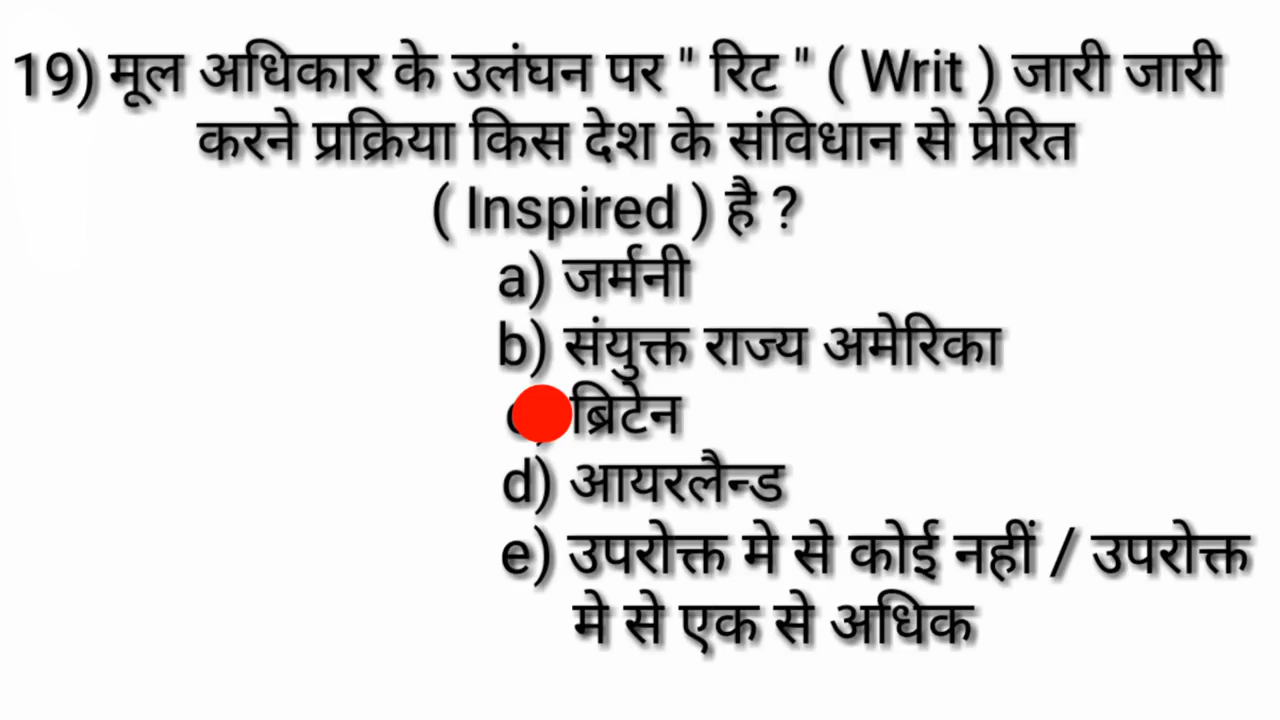 19) मूल अधिकार के उलंघन पर " रिट " ( Writ ) जारी जारी
करने प्रक्रिया किस देश के संविधान से प्रेरित
( Inspired ) है ?
a) जर्मनी
b) संयुक्त राज्य अमेरिका
ब्रिटेन
d) आयरलैन्ड
e) उपरोक्त मे से कोई नहीं / उपरोक्त
मे से एक से अधिक